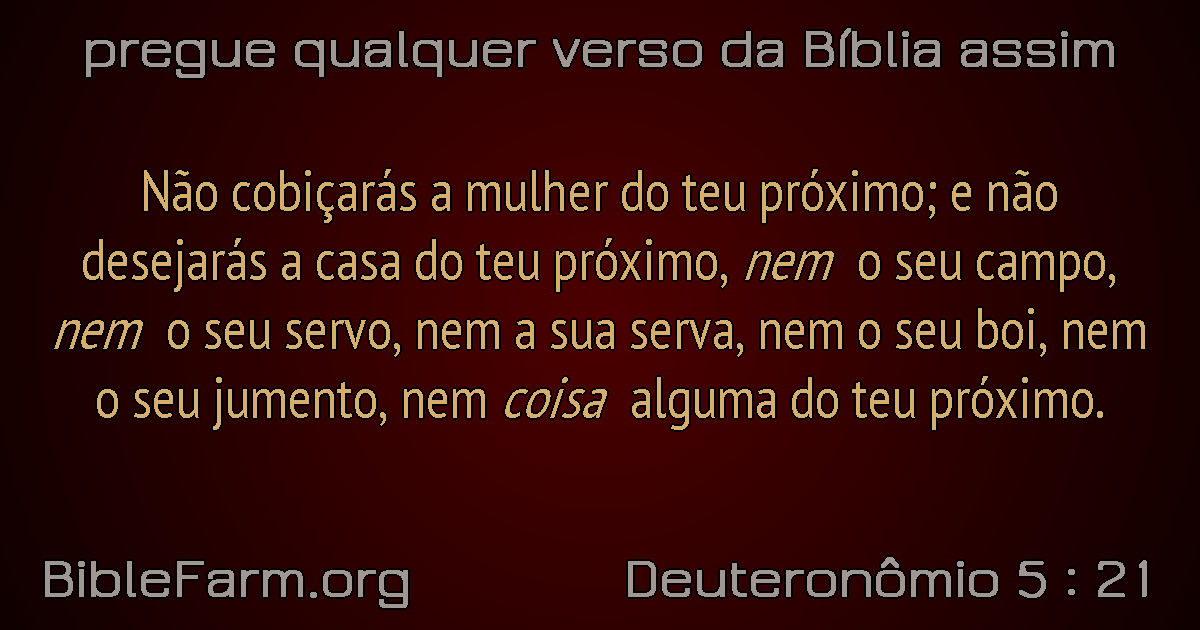 pregue qualquer verso da Bíblia assim
Não cobiçarás a mulher do teu próximo; e não
desejarás a casa do teu próximo, nem o seu campo,
nem o seu servo, nem a sua serva, nem o seu boi, nem
o seu jumento, nem coisa alguma do teu próximo.
BibleFarm.org
Deuteronômio 5 : 21